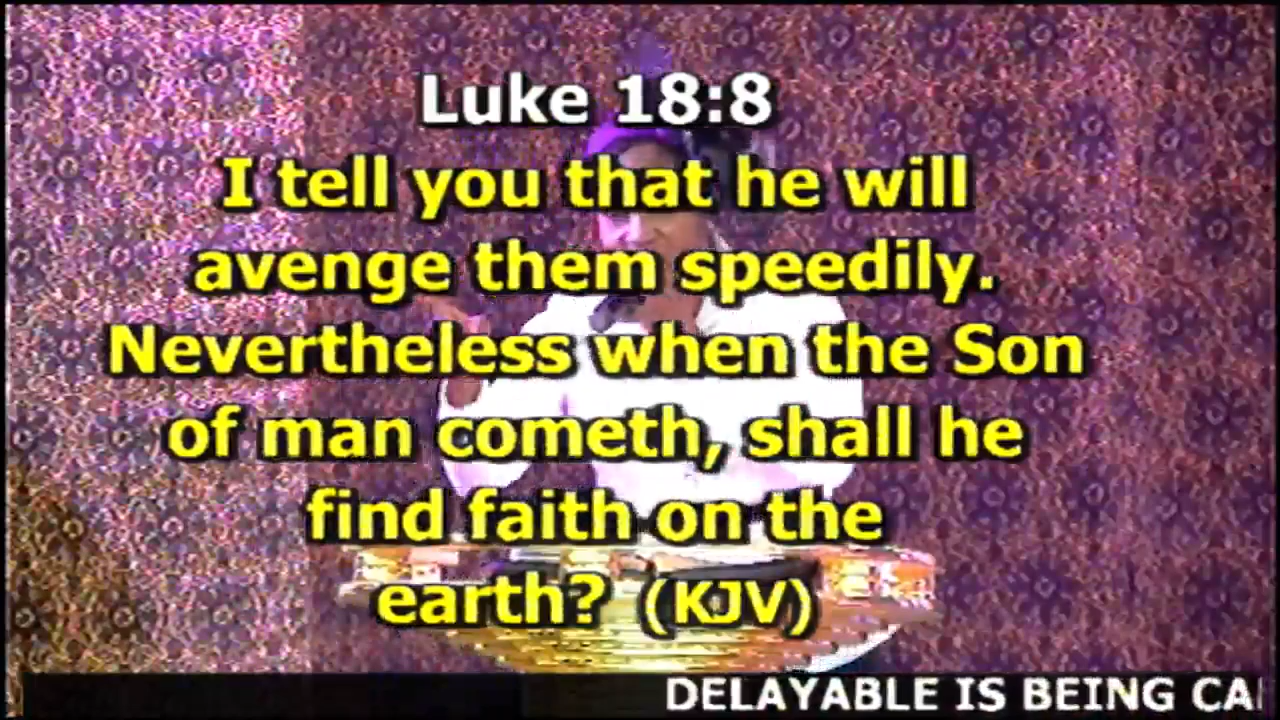 Luke 18:8
I tell you that he will
avenge them speedily.
Nevertheless when the Son
of man cometh, shall he
find faith on the
earth? (KJV)
DELAYABLE IS BEING CA